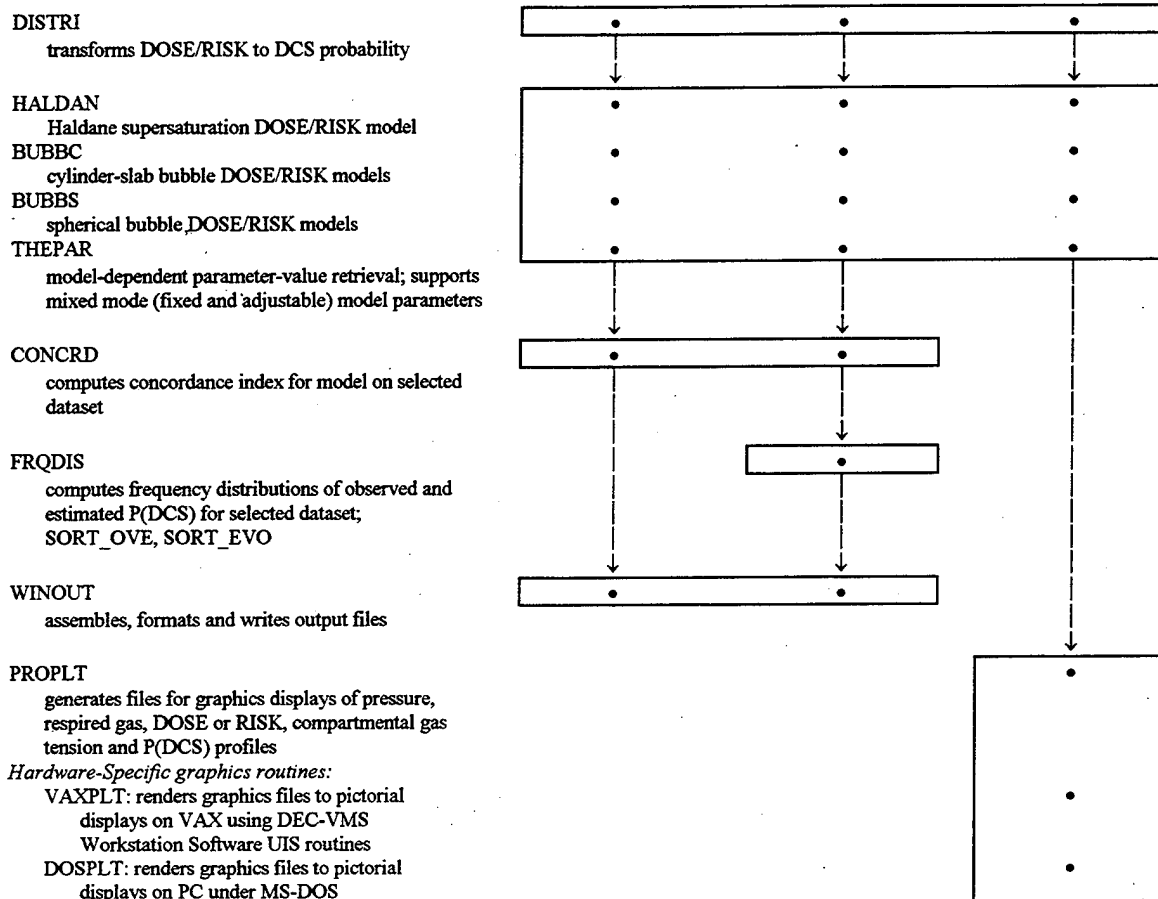 DISTRI
transforms DOSE/RISK to DCS probability
HALDAN
Haldane supersaturation DOSE/RISK model
BUBBC
cylinder-slab bubble DOSE/RISK models
BUBBS
spherical bubble DOSE/RISK models
THEPAR
model-dependent parameter-value retrieval; supports
mixed mode (fixed and adjustable) model parameters
CONCRD
computes concordance index for model on selected
dataset
FRQDIS
computes frequency distributions of observed and
estimated P(DCS) for selected dataset;
SORT_OVE, SORT_EVO
WINOUT
assembles, formats and writes output files
PROPLT
generates files for graphics displays of pressure,
respired gas, DOSE or RISK, compartmental gas
tension and P(DCS) profiles
Hardware-Specific graphics routines:
VAXPLT: renders graphics files to pictorial
displays on VAX using DEC-VMS
Workstation Software UIS routines
DOSPLT: renders graphics files to pictorial
displays on PC under MS-DOS